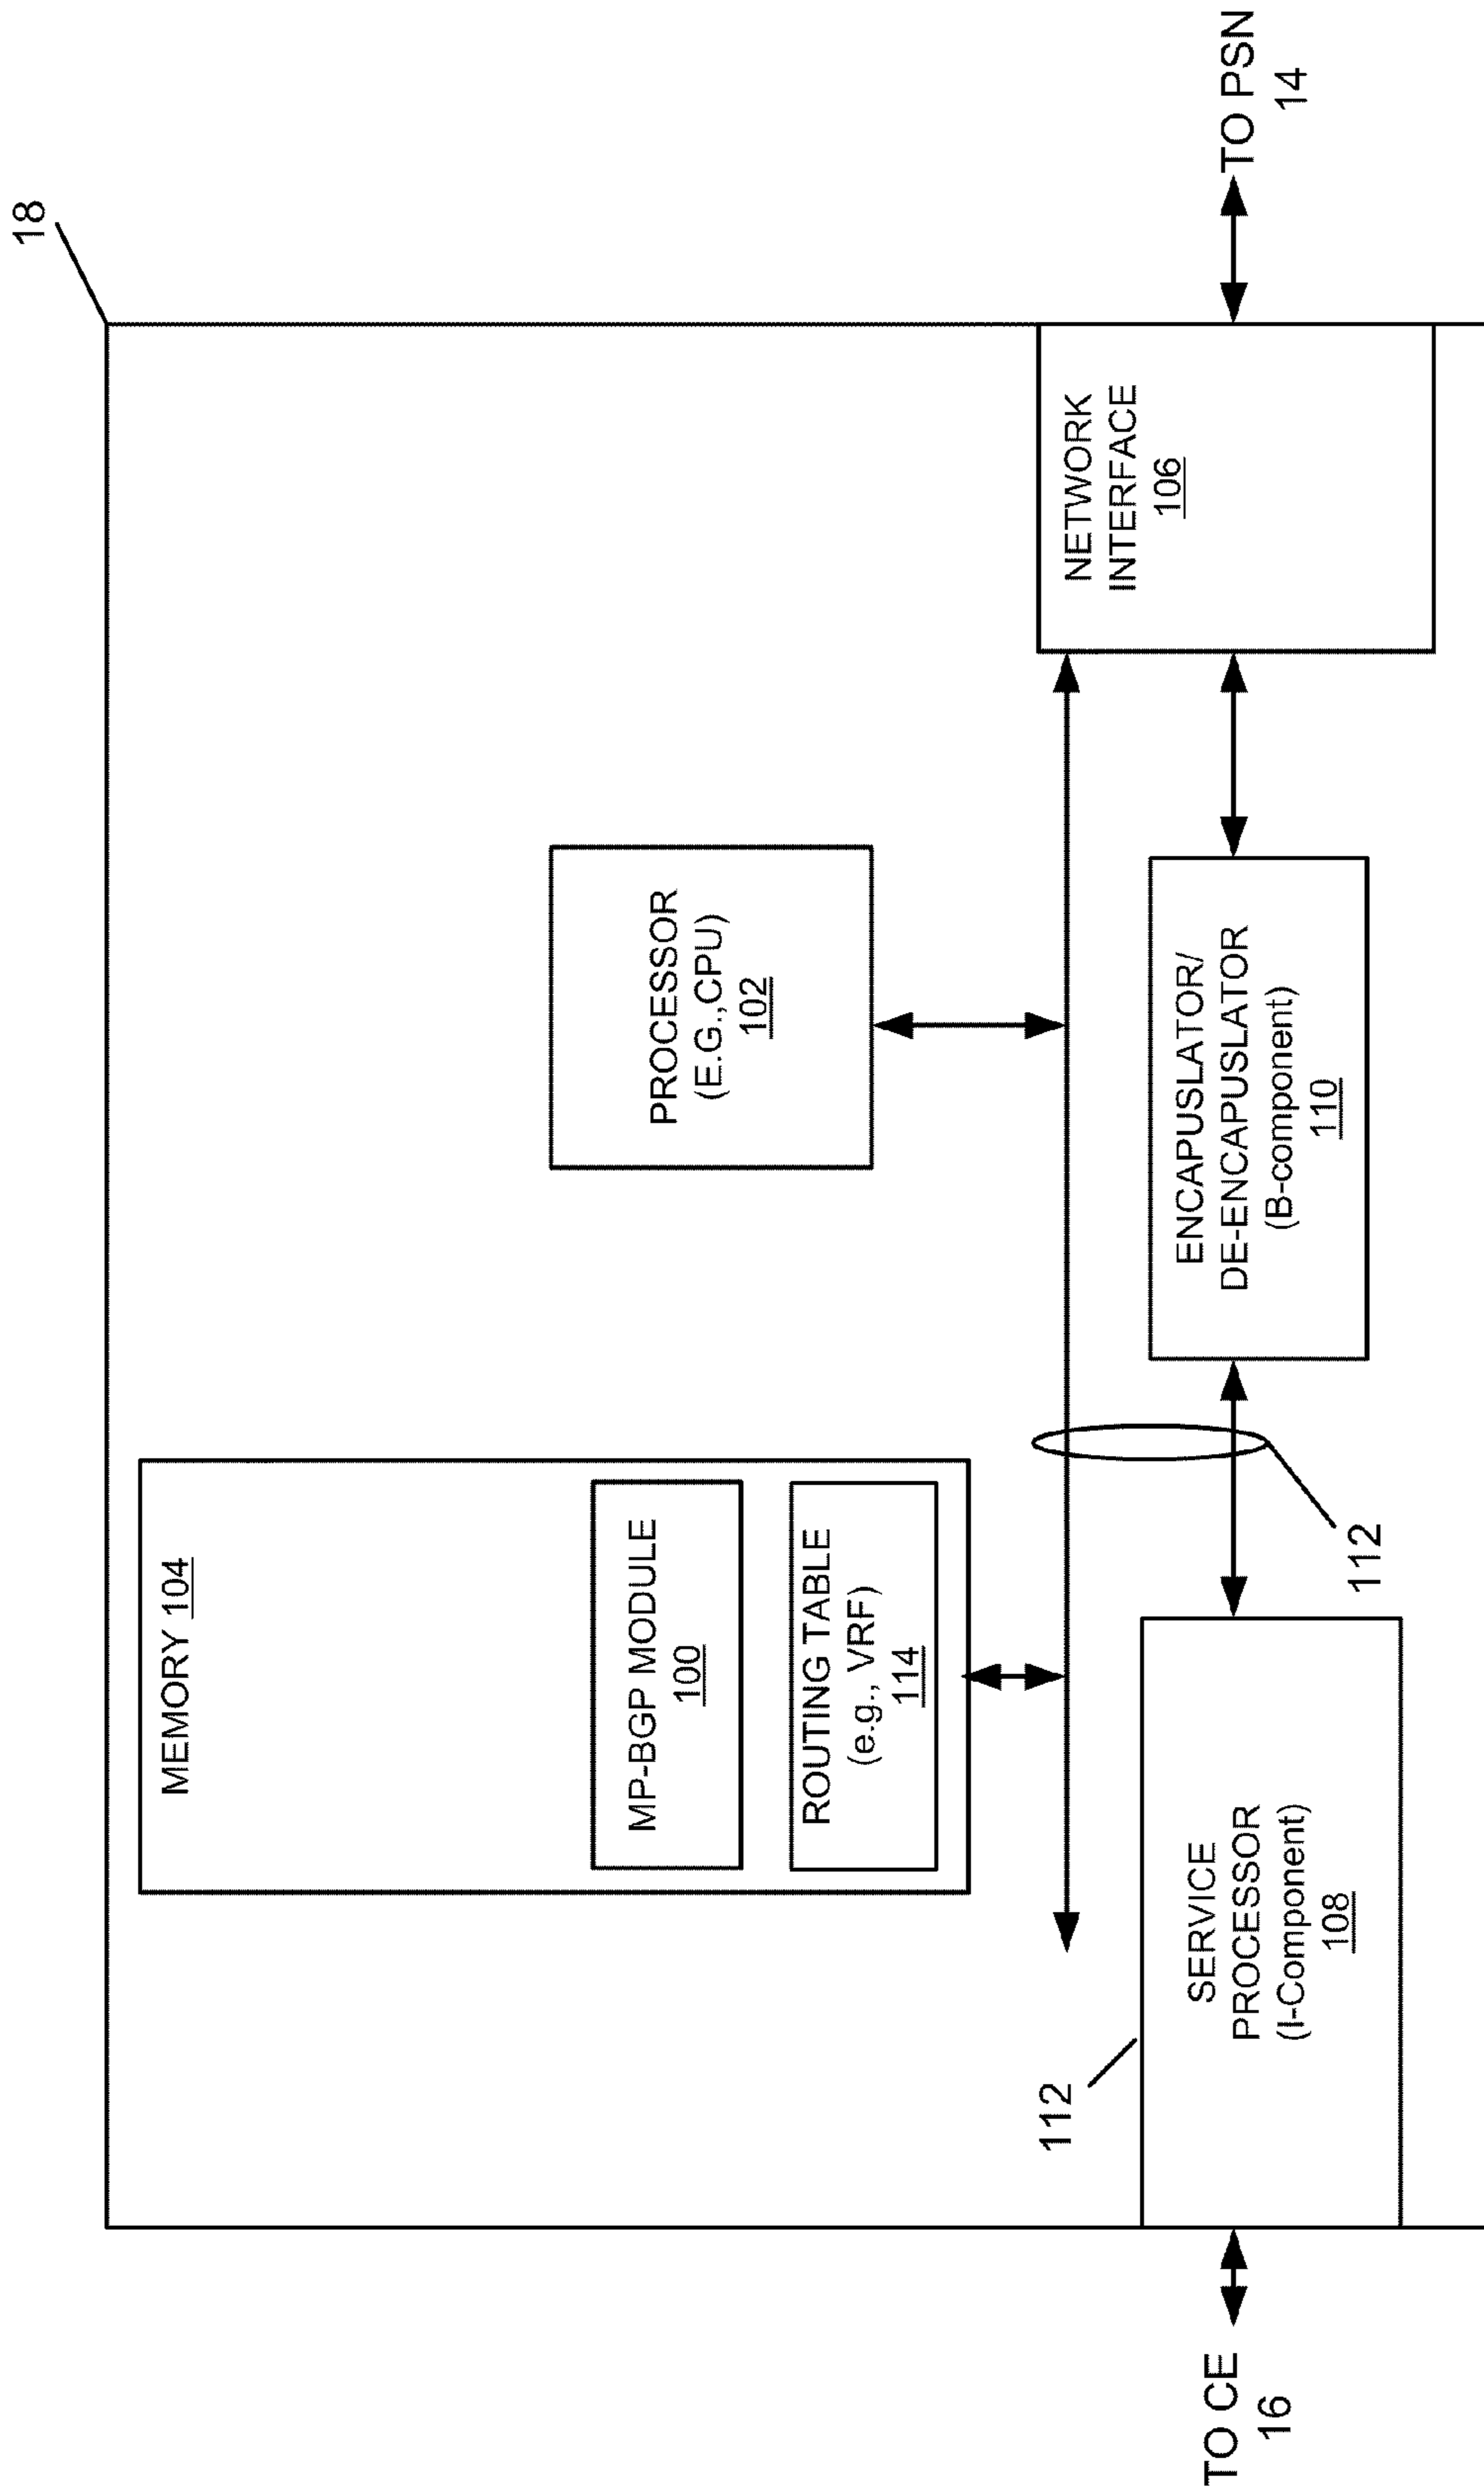 18
MEMORY 104
MP-BGP MODULE
100
ROUTING TABLE
(e.g., VRF)
114
PROCESSOR
(E.G.,CPU)
102
NETWORK
INTERFACE
106
112
SERVICE
PROCESSOR
(I-Component)
108
112
ENCAPUSLATOR/
DE-ENCAPUSLATOR
(B-component)
110
TO CE
16
TO PSN
14